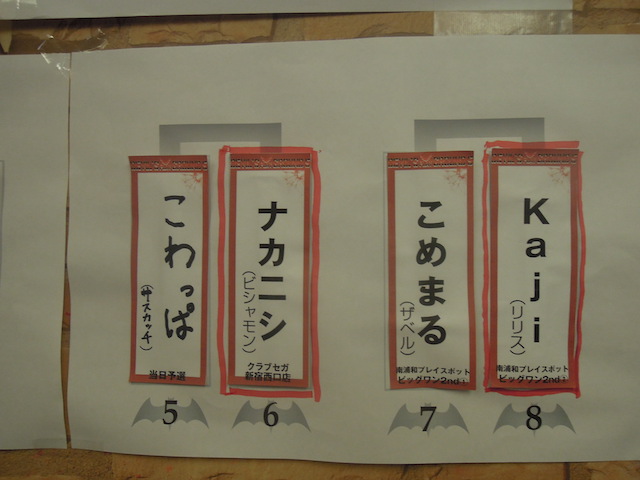 こわっぱ
(サスカッチ)
当日予選
5
ナカニシ
(ビシャモン)
クラブセガ
新宿西口店
6
こめまる
(ザベル)
南浦和プレイスポット
ビッグワン2nd
7
Kaji
(リリス)
南浦和プレイスポット
ビッグワン2nd
8